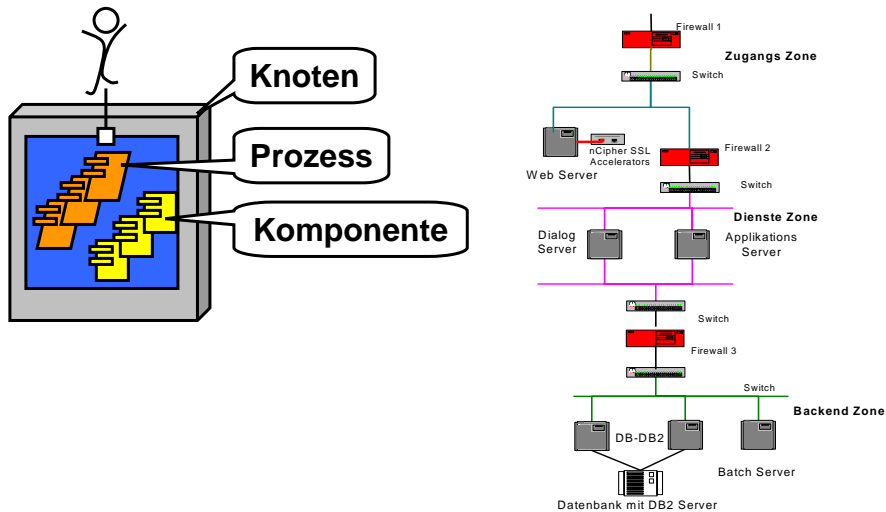 Knoten
Prozess
Komponente
Firewall 1
Zugangs Zone
Switch
nCipher SSL
Accelerators
Web Server
Firewall 2
Switch
Dienste Zone
Dialog
Server
Applikations
Server
Switch
Firewall 3
Switch
Backend Zone
DB-DB2
Batch Server
Datenbank mit DB2 Server